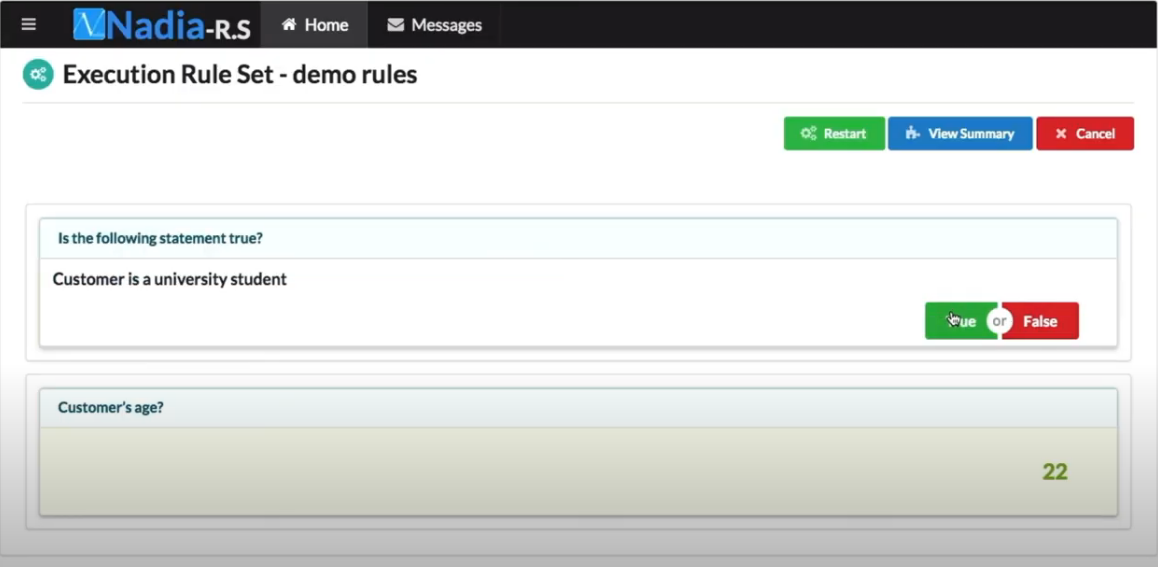 Nadia-R.S Home Messages
Execution Rule Set - demo rules
Restart View Summary Cancel
Is the following statement true?
Customer is a university student
or False
Customer's age?
22